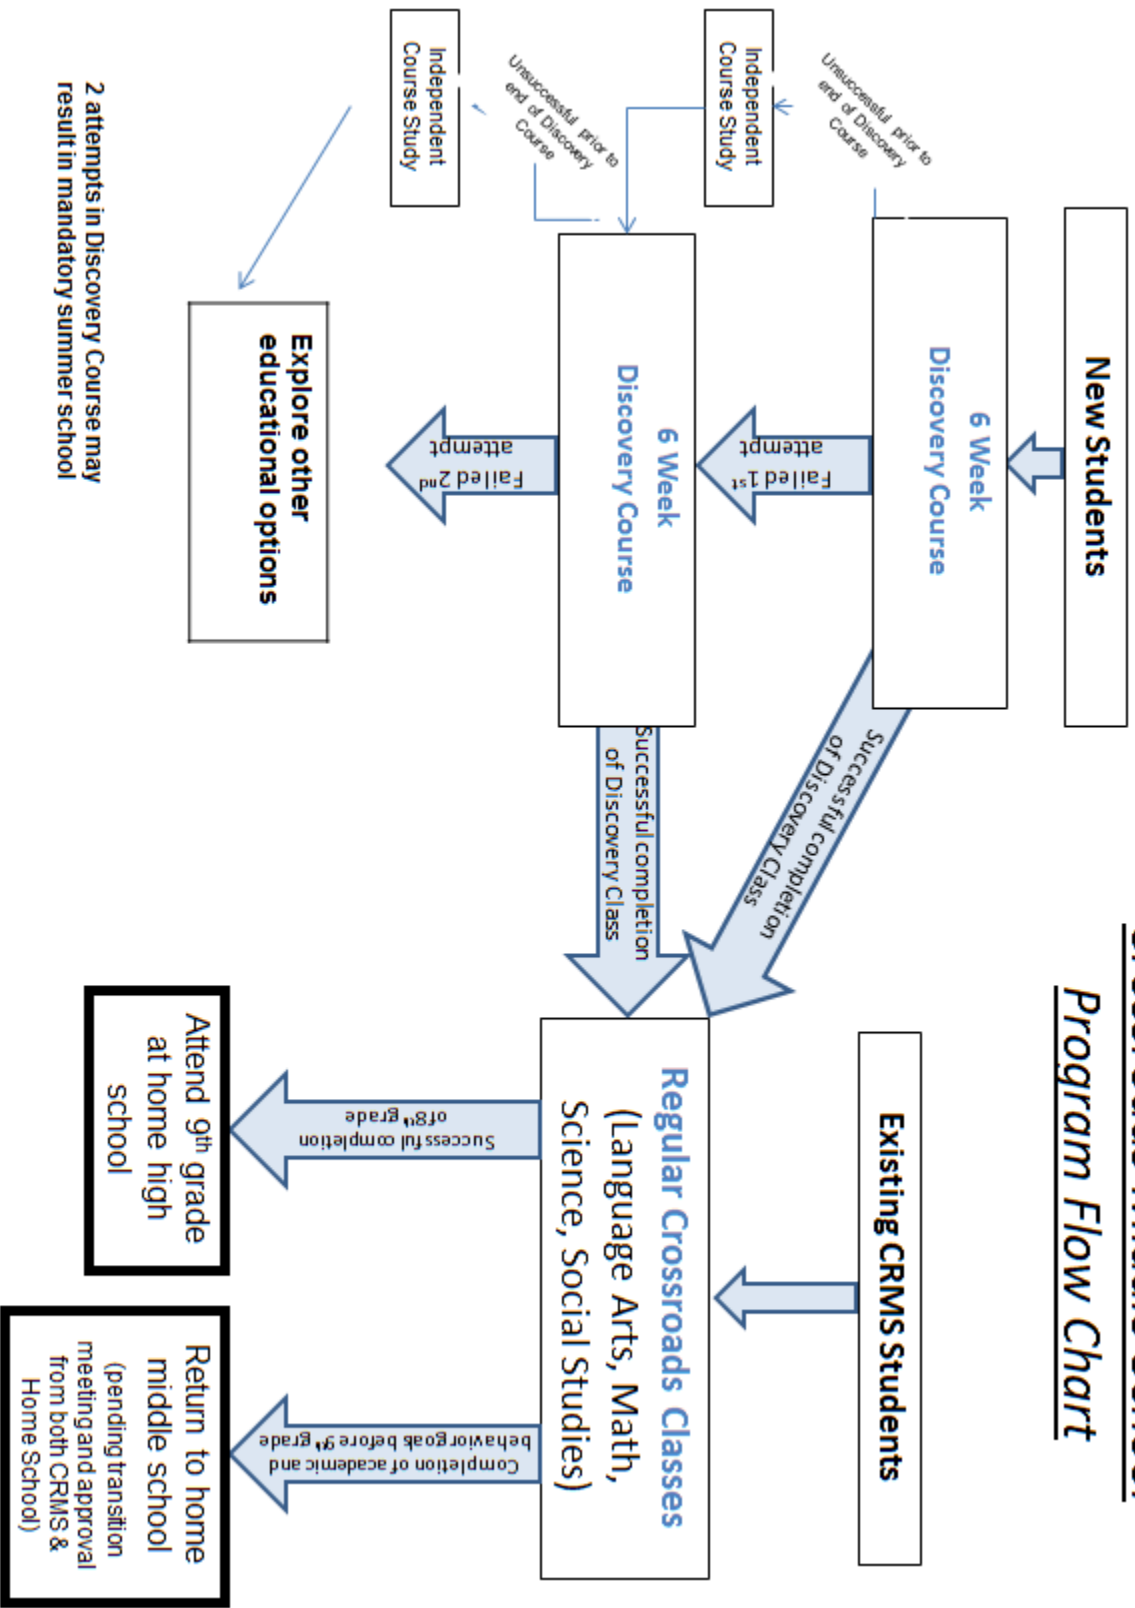 Program Flow Chart
New Students
Existing CRMS Students
6 Week
Discovery Course
Unsuccessful prior to
end of Discovery
Course
Independent
Course Study
Failed 1st
attempt
Successful completion
of Discovery Class
6 Week
Discovery Course
Unsuccessful prior to
end of Discovery
Course
Independent
Course Study
Failed 2nd
attempt
Successful completion
of Discovery Class
Regular Crossroads Classes
(Language Arts, Math,
Science, Social Studies)
Explore other
educational options
Successful completion
of 8th grade
Completion of academic and
behavior goals before 9th grade
Attend 9th grade
at home high
school
Return to home
middle school
(pending transition
meeting and approval
from both CRMS &
Home School)
2 attempts in Discovery Course may
result in mandatory summer school